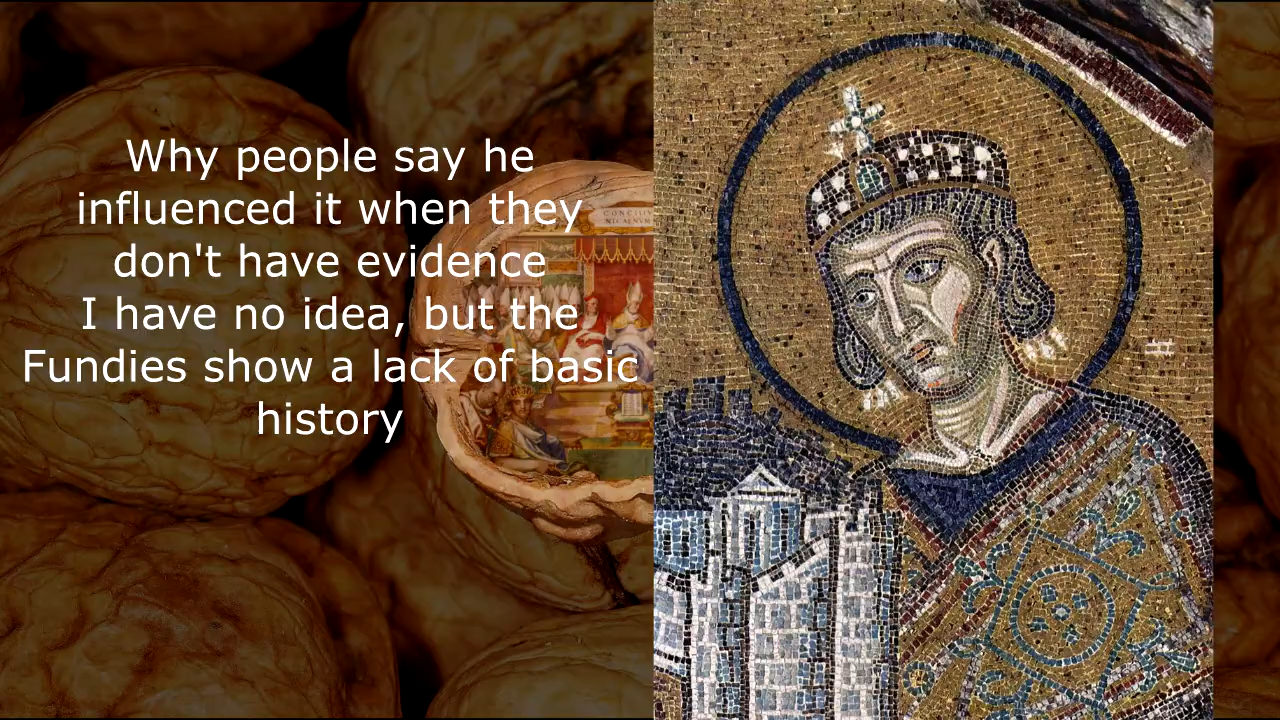 Why people say he
influenced it when they
don't have evidence
I have no idea, but the
Fundies show a lack of basic
history